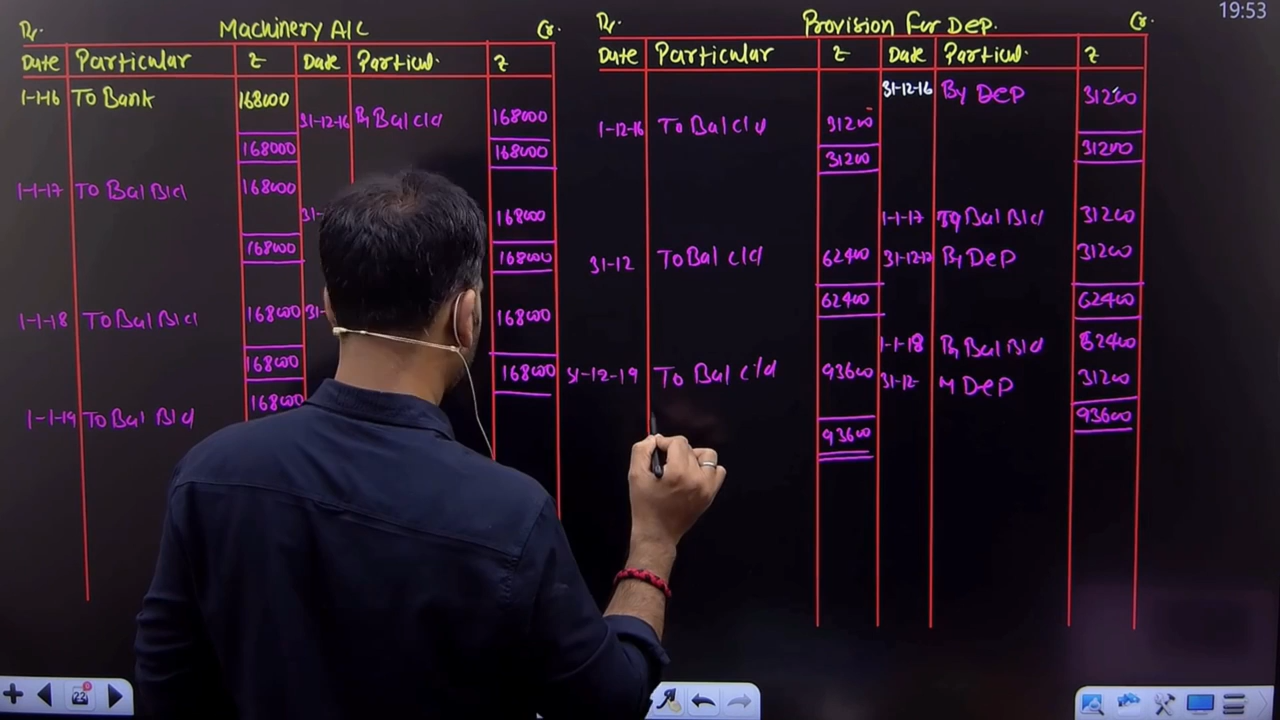 19:53
Dr. Machinery A/C Cr.
Date Particular ₹ Date Particul. ₹
1-1-16 To Bank 168000
31-12-16 By Bal c/d 168000
168000 168000
1-1-17 To Bal B/d 168000
31- 168000
168000 168000
1-1-18 To Bal B/d 168000 31- 168000
168000 168000
1-1-19 To Bal B/d 168000
Dr. Provision For Dep. Cr.
Date Particular ₹ Date Particul. ₹
31-12-16 By Dep 31200
1-12-16 To Bal c/d 31200
31200 31200
1-1-17 Bal B/d 31200
31-12 To Bal c/d 62400 31-12-17 By Dep 31200
62400 62400
1-1-18 By Bal B/d 62400
31-12-19 To Bal c/d 93600 31-12- Dep 31200
93600 93600
22